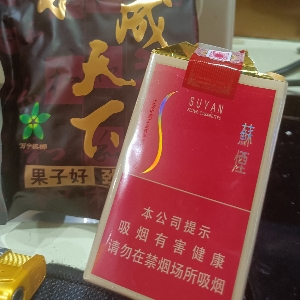 成
天下
果子好
SUYAN
蘇煙
本公司提示
吸烟有害健康
请勿在禁烟场所吸烟